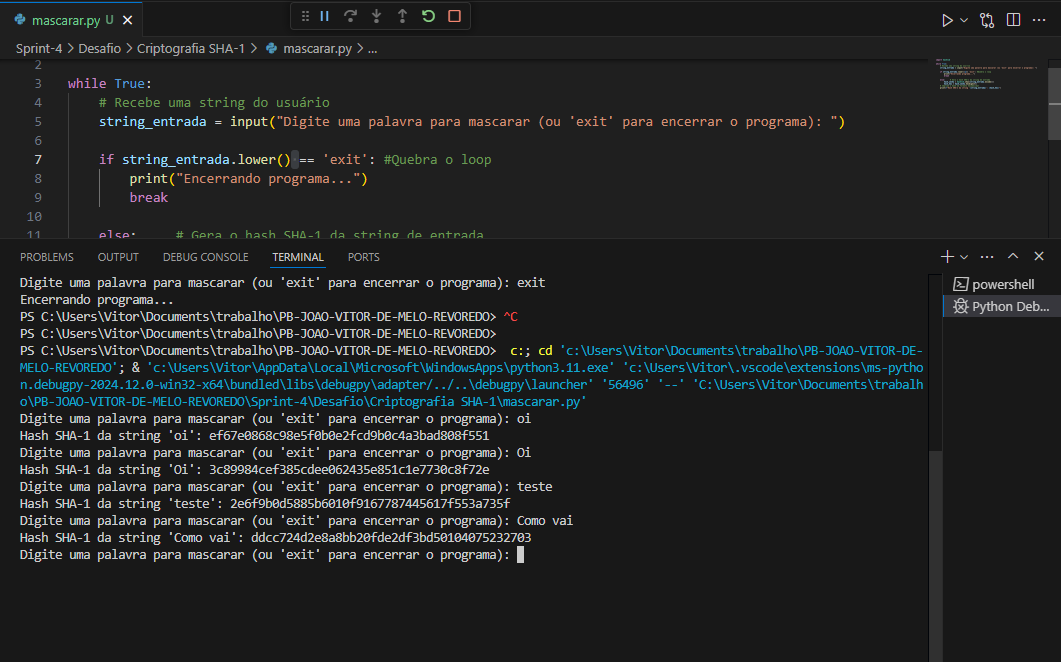 mascarar.py U
Sprint-4 > Desafio > Criptografia SHA-1 > mascarar.py > ...
2
3 while True:
4 # Recebe uma string do usuário
5 string_entrada = input("Digite uma palavra para mascarar (ou 'exit' para encerrar o programa): ")
6
7 if string_entrada.lower() == 'exit': #Quebra o loop
8 print("Encerrando programa...")
9 break
10
11 else: # Gera o hash SHA-1 da string de entrada
PROBLEMS OUTPUT DEBUG CONSOLE TERMINAL PORTS
Digite uma palavra para mascarar (ou 'exit' para encerrar o programa): exit
Encerrando programa...
PS C:\Users\Vitor\Documents\trabalho\PB-JOAO-VITOR-DE-MELO-REVOREDO> ^C
PS C:\Users\Vitor\Documents\trabalho\PB-JOAO-VITOR-DE-MELO-REVOREDO>
PS C:\Users\Vitor\Documents\trabalho\PB-JOAO-VITOR-DE-MELO-REVOREDO> c:; cd 'c:\Users\Vitor\Documents\trabalho\PB-JOAO-VITOR-DE-
MELO-REVOREDO'; & 'c:\Users\Vitor\AppData\Local\Microsoft\WindowsApps\python3.11.exe' 'c:\Users\Vitor\.vscode\extensions\ms-pytho
n.debugpy-2024.12.0-win32-x64\bundled\libs\debugpy\adapter/../..\debugpy\launcher' '56496' '--' 'C:\Users\Vitor\Documents\trabalh
o\PB-JOAO-VITOR-DE-MELO-REVOREDO\Sprint-4\Desafio\Criptografia SHA-1\mascarar.py'
Digite uma palavra para mascarar (ou 'exit' para encerrar o programa): oi
Hash SHA-1 da string 'oi': ef67e0868c98e5f0b0e2fcd9b0c4a3bad808f551
Digite uma palavra para mascarar (ou 'exit' para encerrar o programa): Oi
Hash SHA-1 da string 'Oi': 3c89984cef385cdee062435e851c1e7730c8f72e
Digite uma palavra para mascarar (ou 'exit' para encerrar o programa): teste
Hash SHA-1 da string 'teste': 2e6f9b0d5885b6010f9167787445617f553a735f
Digite uma palavra para mascarar (ou 'exit' para encerrar o programa): Como vai
Hash SHA-1 da string 'Como vai': ddcc724d2e8a8bb20fde2df3bd50104075232703
Digite uma palavra para mascarar (ou 'exit' para encerrar o programa):
powershell
Python Deb...